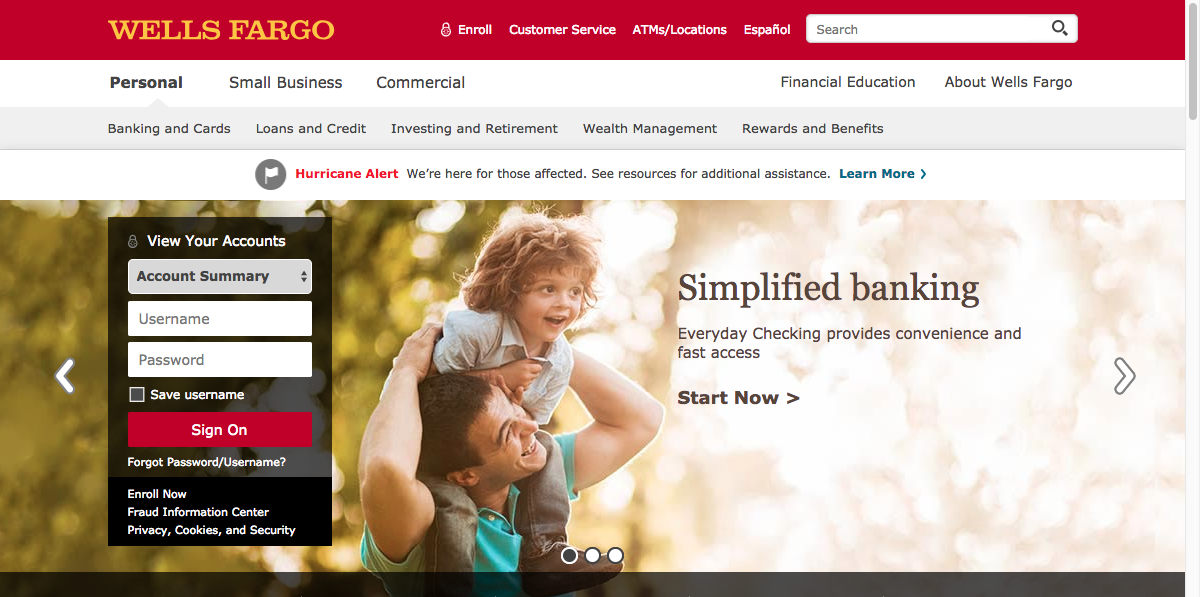 WELLS FARGO
Enroll
Customer Service
ATMs/Locations
Español
Search
Personal
Small Business
Commercial
Financial Education
About Wells Fargo
Banking and Cards
Loans and Credit
Investing and Retirement
Wealth Management
Rewards and Benefits
Hurricane Alert We're here for those affected. See resources for additional assistance. Learn More
View Your Accounts
Account Summary
Username
Password
Save username
Sign On
Forgot Password/Username?
Enroll Now
Fraud Information Center
Privacy, Cookies, and Security
Simplified banking
Everyday Checking provides convenience and
fast access
Start Now >